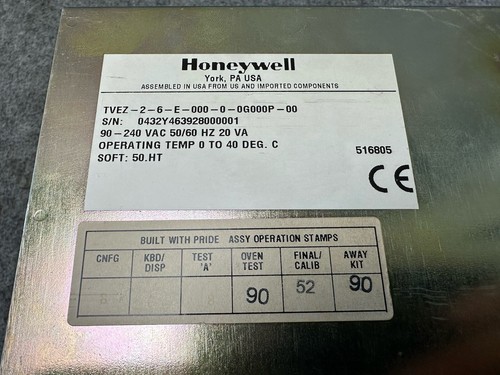 Honeywell
York, PA USA
ASSEMBLED IN USA FROM US AND IMPORTED COMPONENTS
TVEZ-2-6-E-000-0-0G000P-00
S/N: 0432Y463928000001
90-240 VAC 50/60 HZ 20 VA
OPERATING TEMP 0 TO 40 DEG. C
SOFT: 50.HT
516805
CE
BUILT WITH PRIDE ASSY OPERATION STAMPS
CNFG KBD/DISP TEST 'A' OVEN TEST FINAL/CALIB AWAY KIT
90 52 90